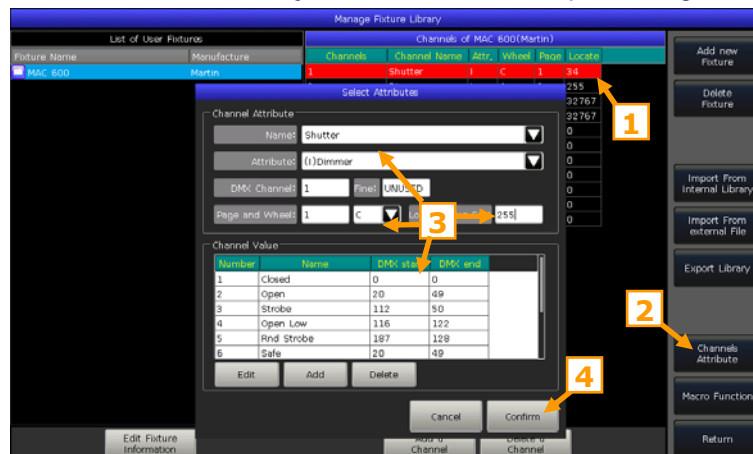 Manage Fixture Library
List of User Fixtures
Channels of MAC 600(Martin)
Fixture Name Manufacture
Channels Channel Name Attr. Wheel Page Locate
MAC 600 Martin
1 Shutter I C 1 34
255
32767
32767
0
0
0
0
0
0
0
Select Attributes
Channel Attribute
Name: Shutter
Attribute: (I)Dimmer
DMX Channel: 1 Fine: UNUSED
Page and Wheel: 1 C 255
Channel Value
Number Name DMX start DMX end
1 Closed 0 0
2 Open 20 49
3 Strobe 112 50
4 Open Low 116 122
5 Rnd Strobe 187 128
6 Safe 20 49
Edit Add Delete
Cancel Confirm
Edit Fixture
Information
Add a
Channel
Delete a
Channel
Add new
Fixture
Delete
Fixture
Import From
Internal Library
Import From
external File
Export Library
Channels
Attribute
Macro Function
Return
1
2
3
4